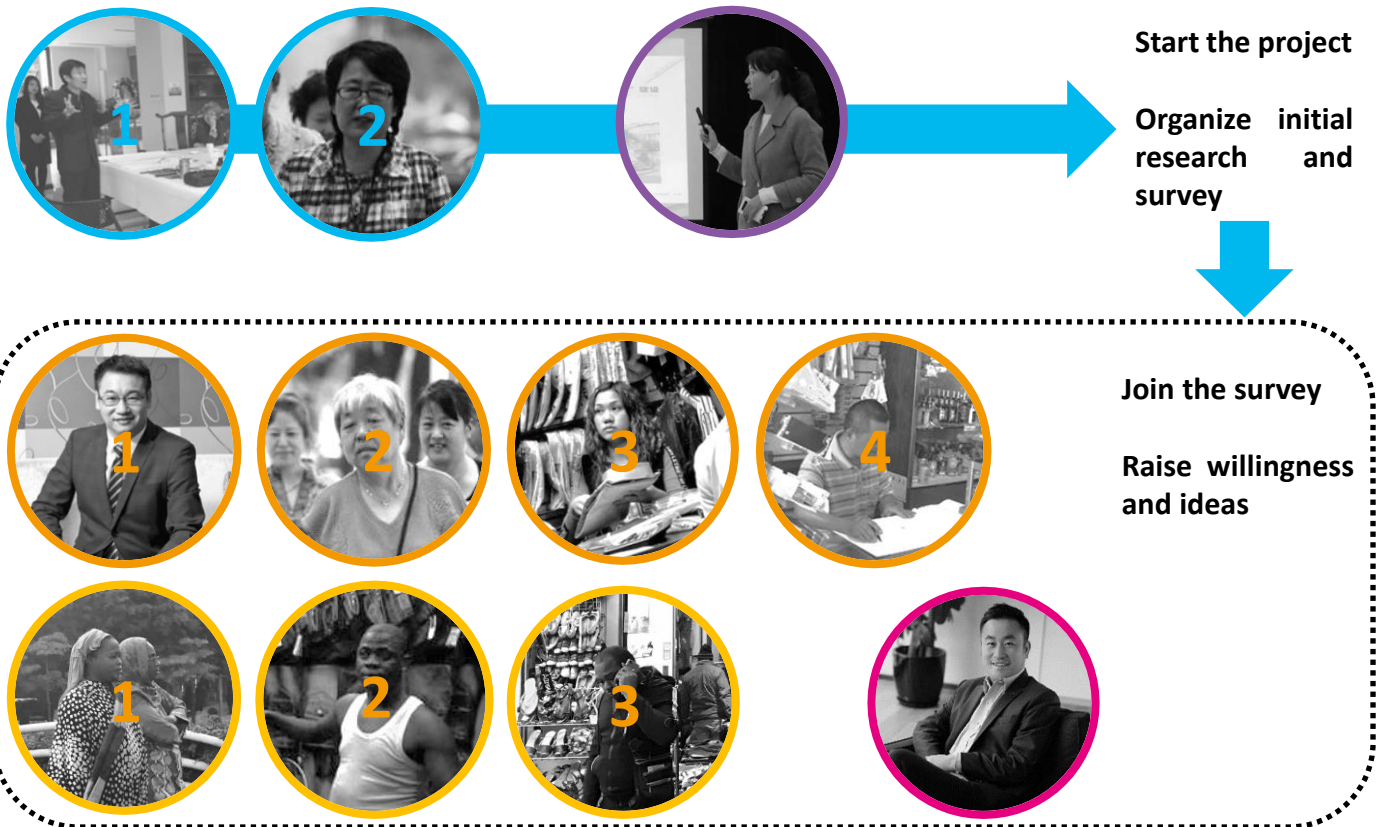 1
2
Start the project
Organize initial
research and
survey
1
2
3
4
Join the survey
Raise willingness
and ideas
1
2
3